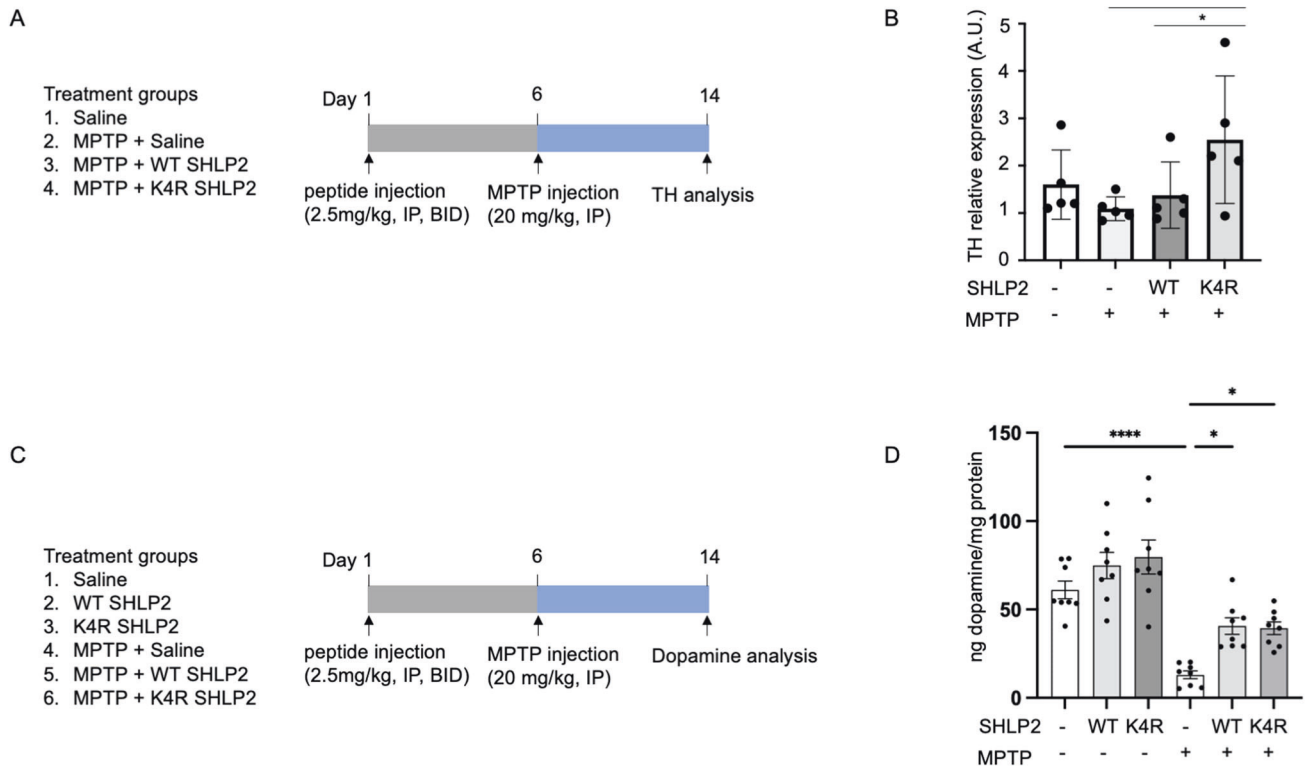 A
Treatment groups
1. Saline
2. MPTP + Saline
3. MPTP + WT SHLP2
4. MPTP + K4R SHLP2
Day 1 6 14
peptide injection
(2.5mg/kg, IP, BID)
MPTP injection
(20 mg/kg, IP)
TH analysis
B
*
TH relative expression (A.U.)
5
4
3
2
1
0
SHLP2 - - WT K4R
MPTP - + + +
C
Treatment groups
1. Saline
2. WT SHLP2
3. K4R SHLP2
4. MPTP + Saline
5. MPTP + WT SHLP2
6. MPTP + K4R SHLP2
Day 1 6 14
peptide injection
(2.5mg/kg, IP, BID)
MPTP injection
(20 mg/kg, IP)
Dopamine analysis
D
*
**** *
ng dopamine/mg protein
150
100
50
0
SHLP2 - WT K4R - WT K4R
MPTP - - - + + +